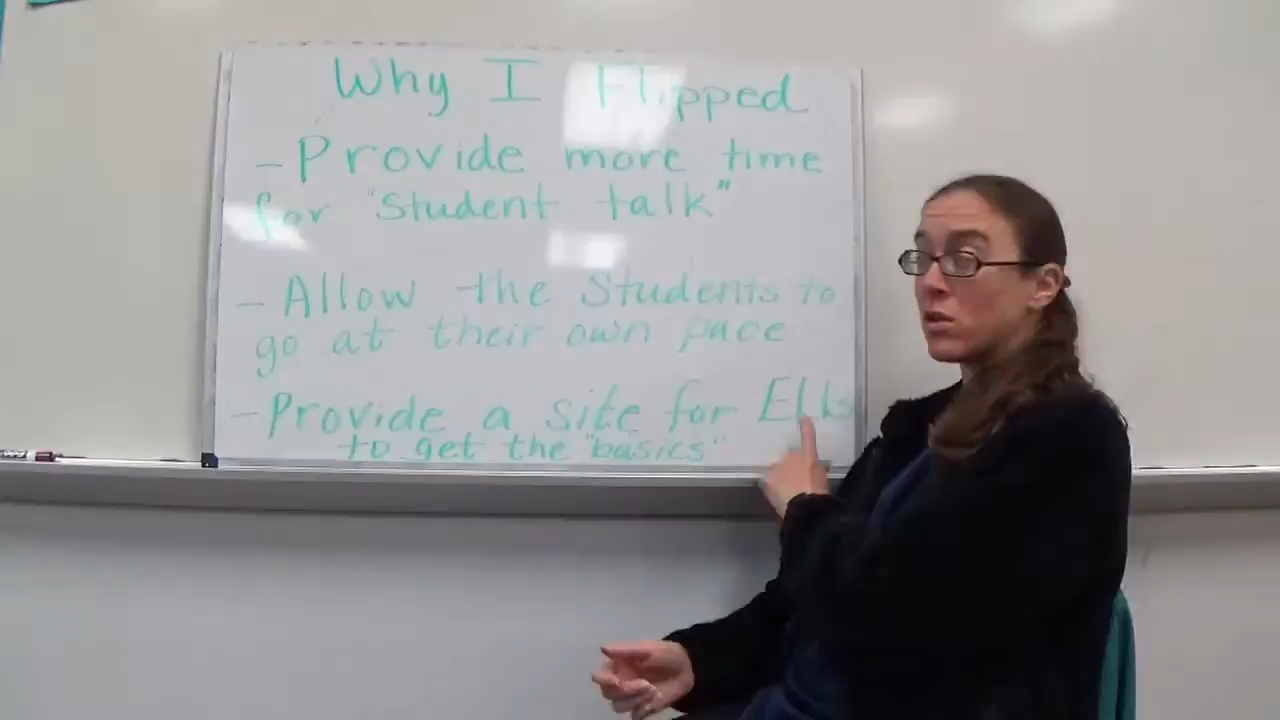 Why I Flipped
- Provide more time
for "Student talk"
- Allow the Students to
go at their own pace
- Provide a site for
to get the "basics"